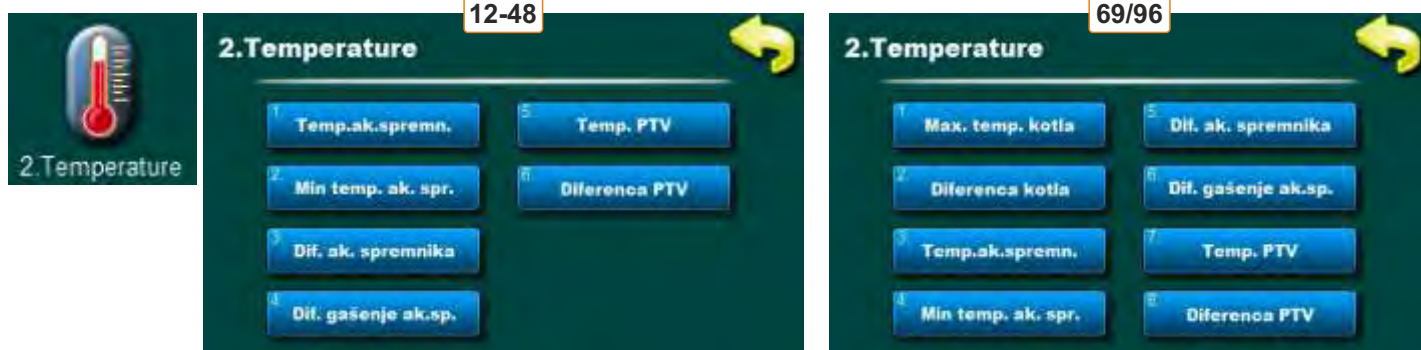 2.Temperature
12-48
2.Temperature
1. Temp.ak.spremn.
2. Min temp. ak. spr.
3. Dif. ak. spremnika
4. Dif. gašenje ak.sp.
5. Temp. PTV
6. Diferenca PTV
69/96
2.Temperature
1. Max. temp. kotla
2. Diferenca kotla
3. Temp.ak.spremn.
4. Min temp. ak. spr.
5. Dif. ak. spremnika
6. Dif. gašenje ak.sp.
7. Temp. PTV
8. Diferenca PTV